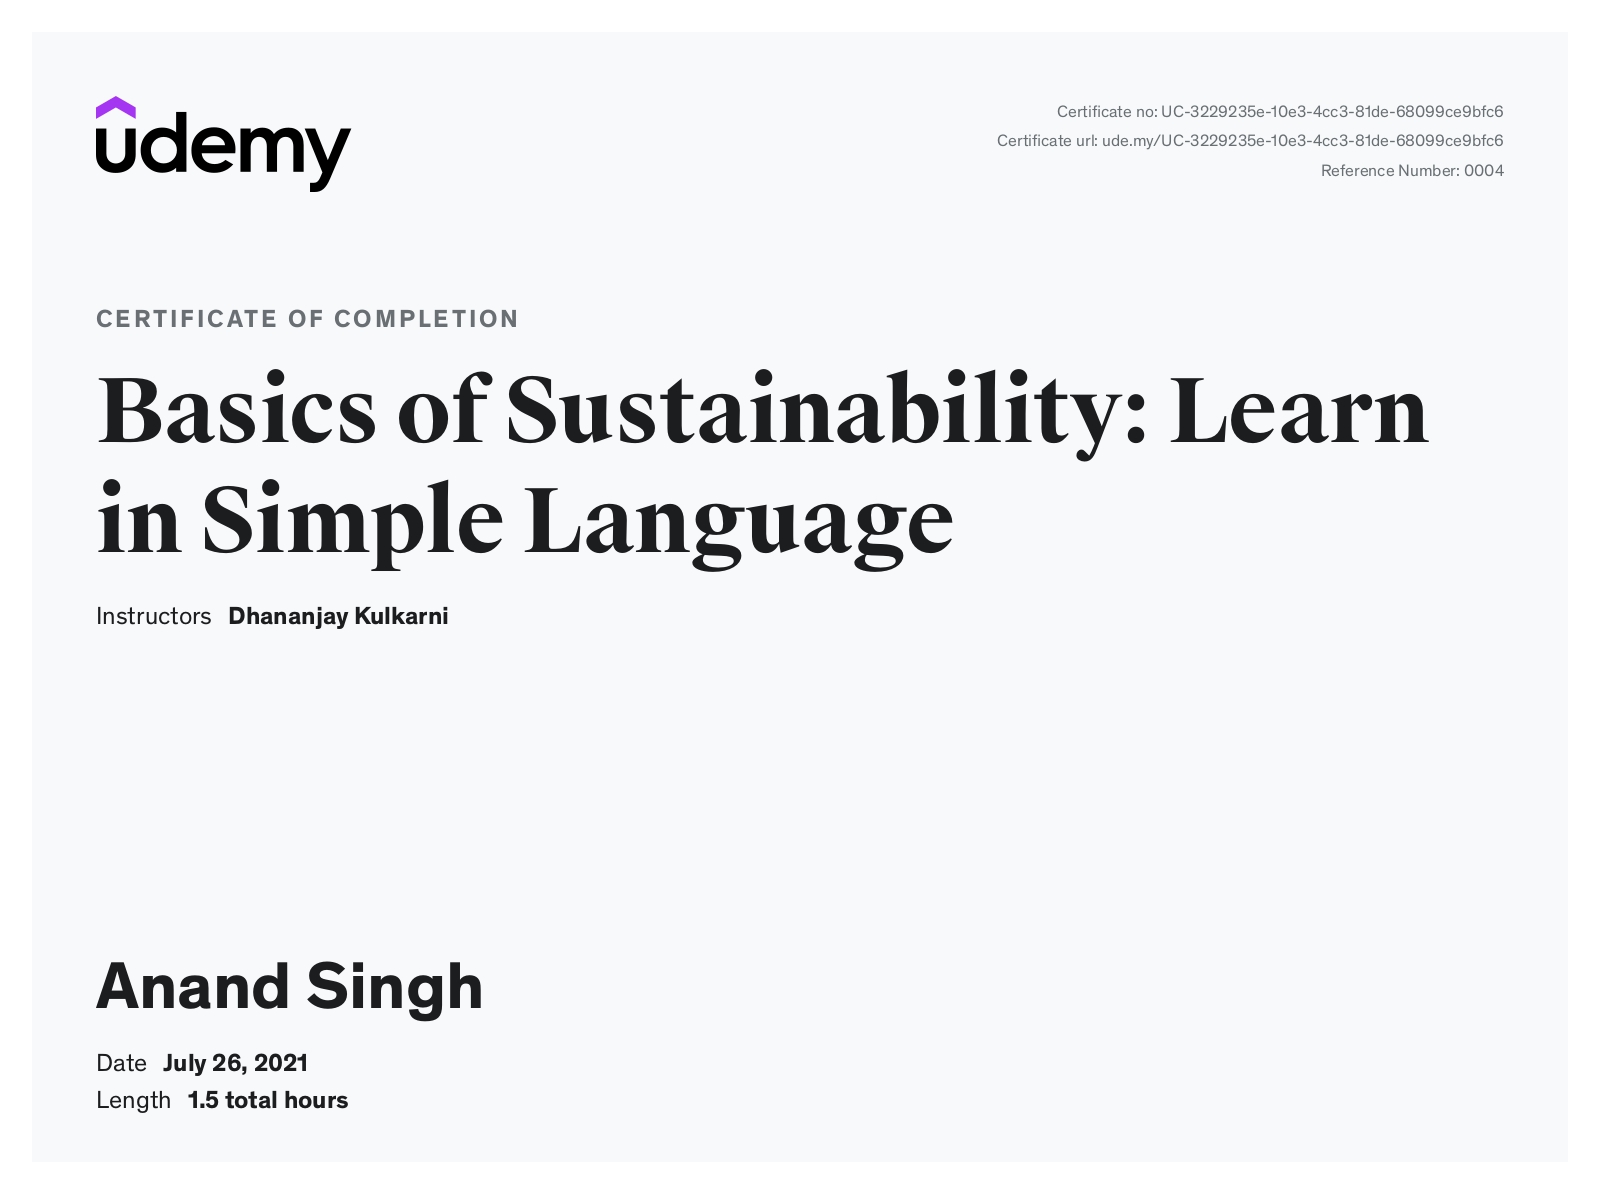 udemy
Certificate no: UC-3229235e-10e3-4cc3-81de-68099ce9bfc6
Certificate url: ude.my/UC-3229235e-10e3-4cc3-81de-68099ce9bfc6
Reference Number: 0004
CERTIFICATE OF COMPLETION
Basics of Sustainability: Learn
in Simple Language
Instructors Dhananjay Kulkarni
Anand Singh
Date July 26, 2021
Length 1.5 total hours